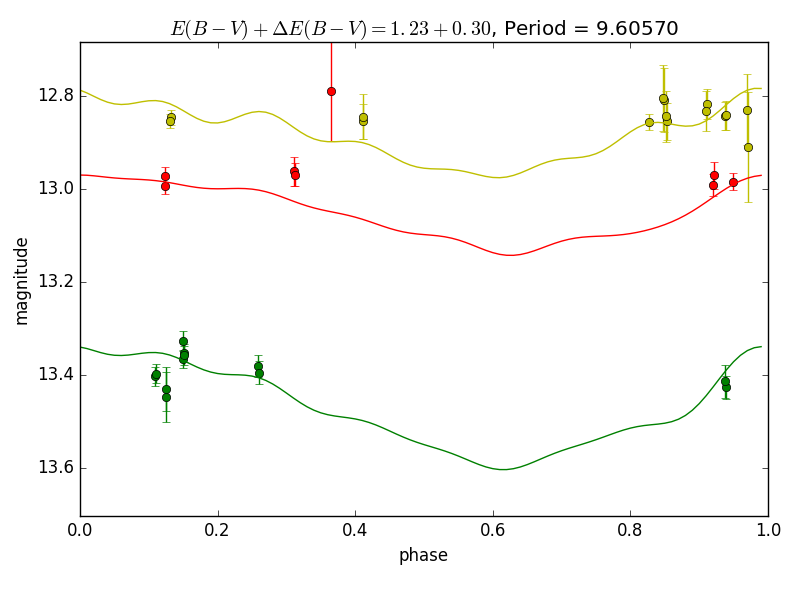 E(B − V) + ΔE(B − V) = 1.23 + 0.30, Period = 9.60570
12.8
13.0
13.2
13.4
13.6
magnitude
0.0 0.2 0.4 0.6 0.8 1.0
phase